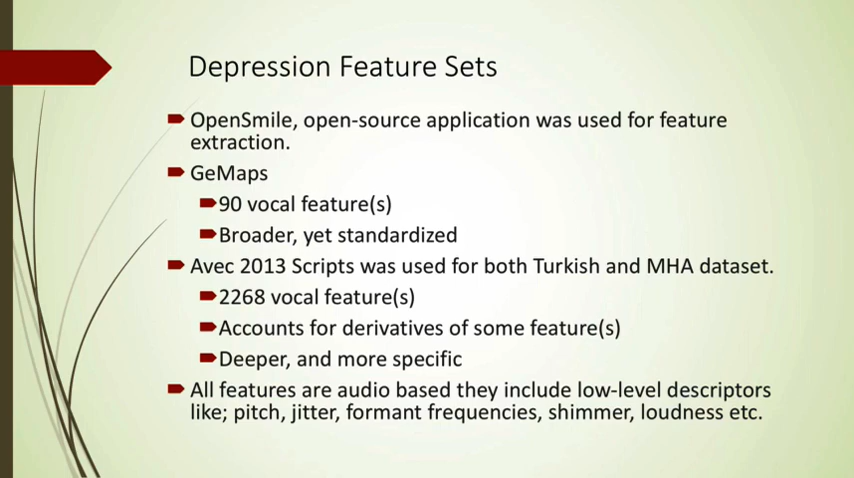 Depression Feature Sets
OpenSmile, open-source application was used for feature
extraction.
GeMaps
90 vocal feature(s)
Broader, yet standardized
Avec 2013 Scripts was used for both Turkish and MHA dataset.
2268 vocal feature(s)
Accounts for derivatives of some feature(s)
Deeper, and more specific
All features are audio based they include low-level descriptors
like; pitch, jitter, formant frequencies, shimmer, loudness etc.